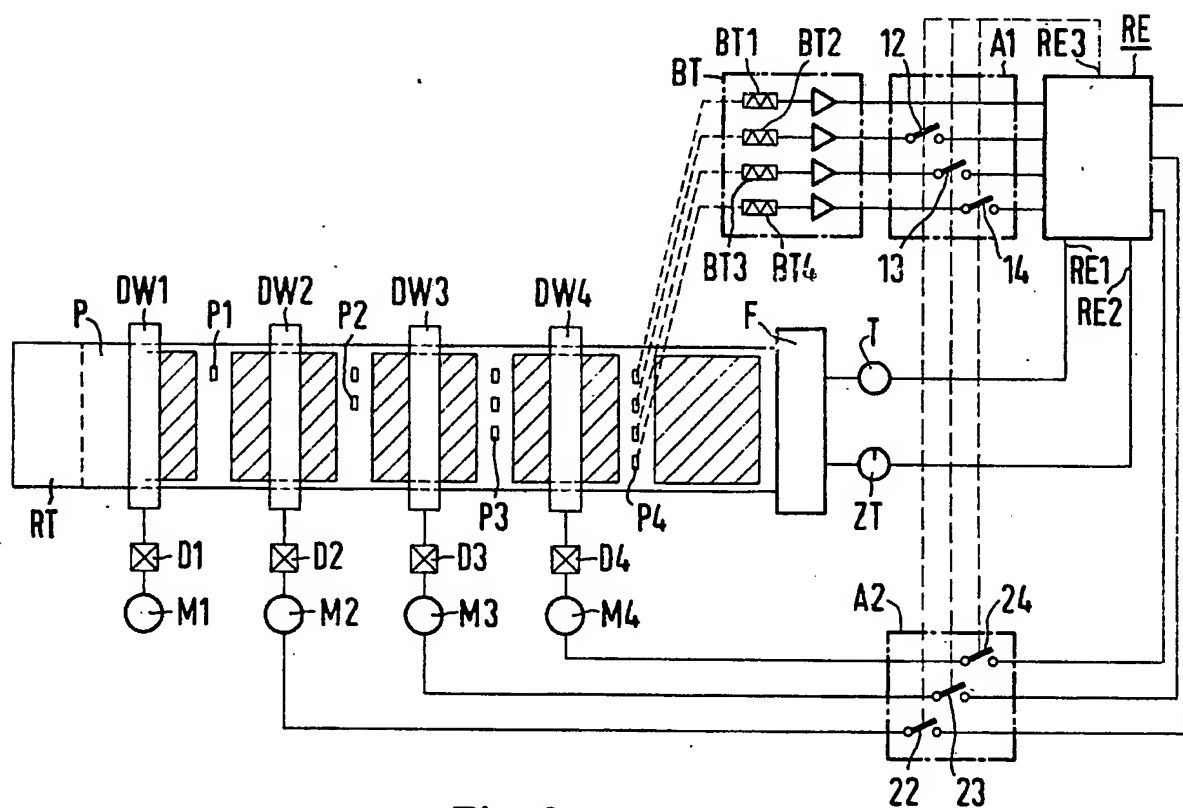 BT1 BT2 12 A1 RE3 RE
BT
BT3 BT4 13 14 RE1
RE2
DW1 DW2 DW3 DW4 F
P P1 P2 T
RT P3 P4 ZT
D1 D2 D3 D4
M1 M2 M3 M4
A2 24
22 23